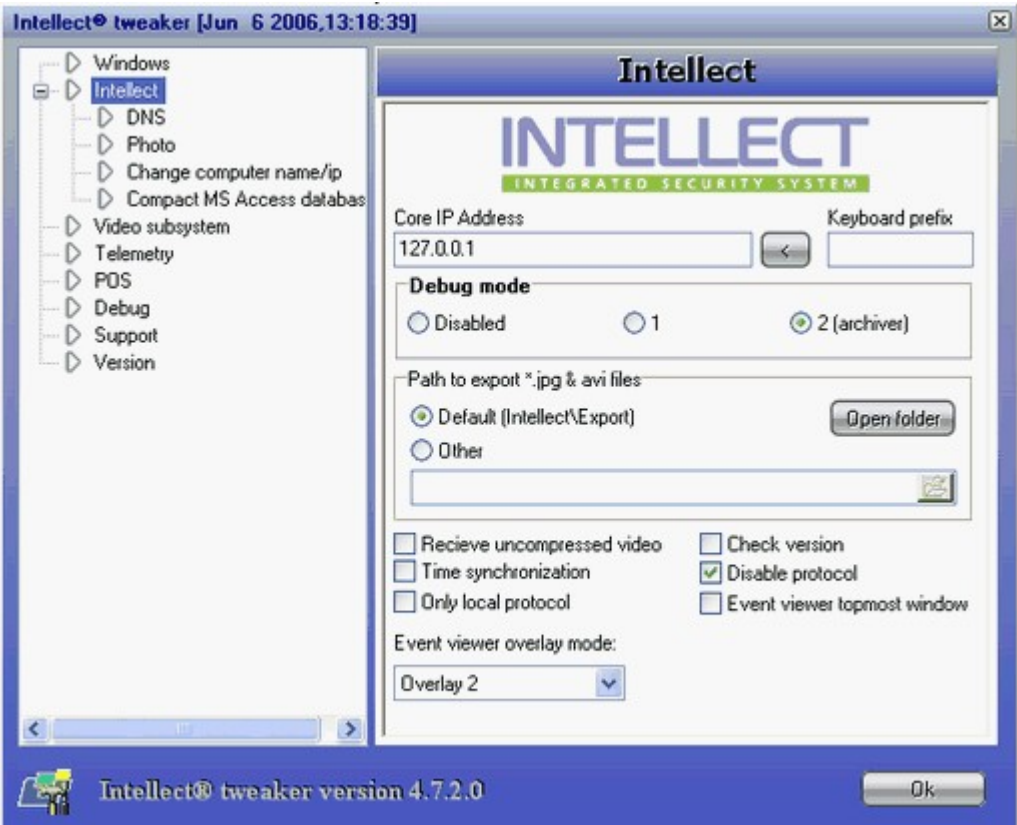 Intellect® tweaker [Jun 6 2006,13:18:39]
Windows
Intellect
DNS
Photo
Change computer name/ip
Compact MS Access databas
Video subsystem
Telemetry
POS
Debug
Support
Version
Intellect
INTELLECT
INTEGRATED SECURITY SYSTEM
Core IP Address Keyboard prefix
127.0.0.1 <
Debug mode
Disabled 1 2 (archiver)
Path to export *.jpg & avi files
Default (Intellect\Export) Open folder
Other
Recieve uncompressed video Check version
Time synchronization Disable protocol
Only local protocol Event viewer topmost window
Event viewer overlay mode:
Overlay 2
Intellect® tweaker version 4.7.2.0 Ok